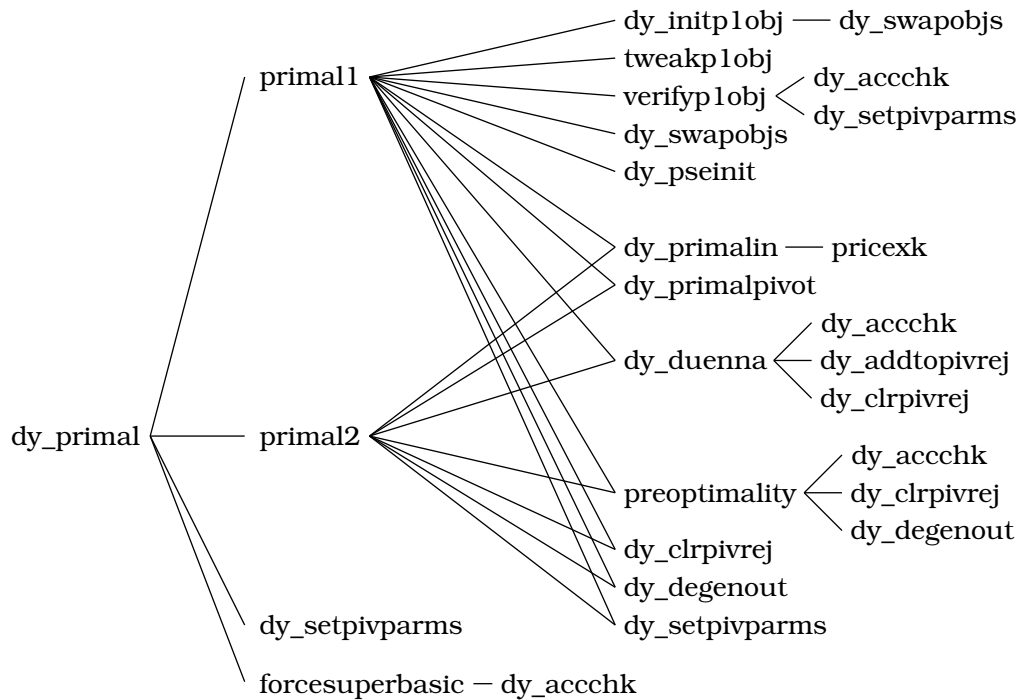 dy_initp1obj dy_swapobjs
primal1 tweakp1obj dy_accchk
verifyp1obj
dy_setpivparms
dy_swapobjs
dy_pseinit
dy_primalin pricexk
dy_primalpivot
dy_accchk
dy_duenna dy_addtopivrej
dy_clrpivrej
dy_primal primal2
dy_accchk
preoptimality dy_clrpivrej
dy_degenout
dy_clrpivrej
dy_degenout
dy_setpivparms dy_setpivparms
forcesuperbasic dy_accchk